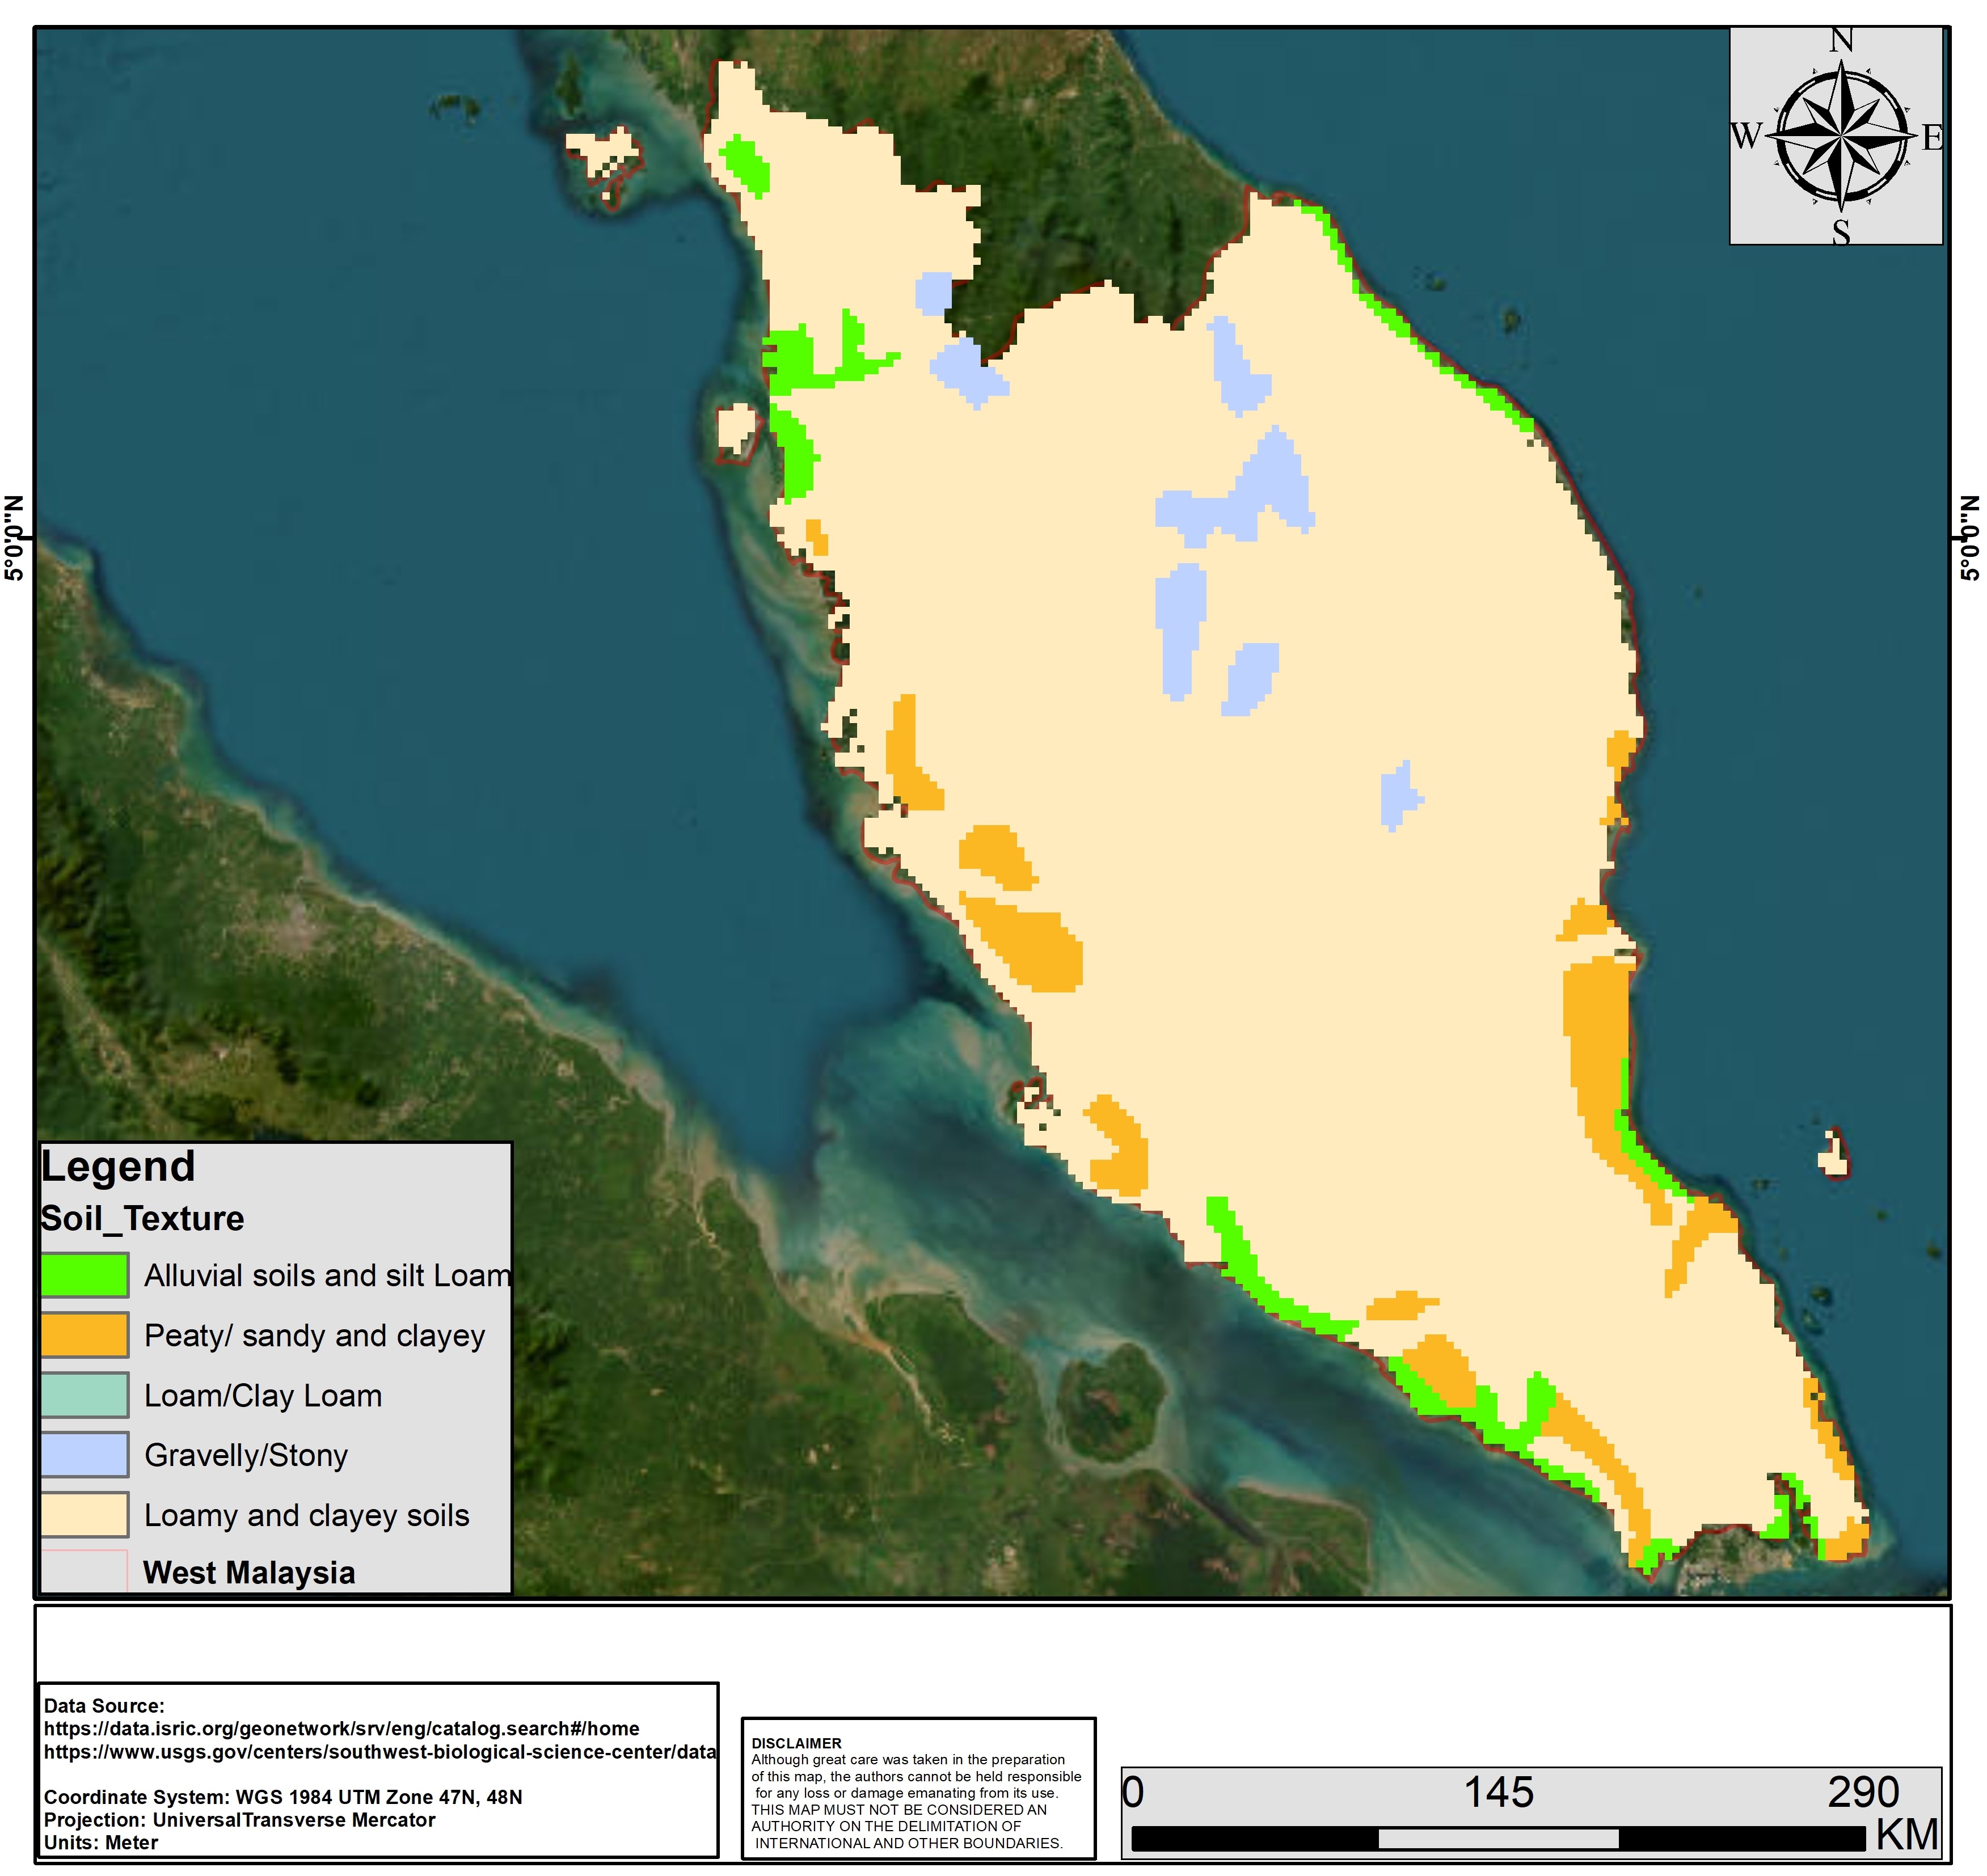 N
W
E
S
5°0'0"N
5°0'0"N
Legend
Soil_Texture
Alluvial soils and silt Loam
Peaty/ sandy and clayey
Loam/Clay Loam
Gravelly/Stony
Loamy and clayey soils
West Malaysia
Data Source:
https://data.isric.org/geonetwork/srv/eng/catalog.search#/home
https://www.usgs.gov/centers/southwest-biological-science-center/data
Coordinate System: WGS 1984 UTM Zone 47N, 48N
Projection: UniversalTransverse Mercator
Units: Meter
DISCLAIMER
Although great care was taken in the preparation
of this map, the authors cannot be held responsible
for any loss or damage emanating from its use.
THIS MAP MUST NOT BE CONSIDERED AN
AUTHORITY ON THE DELIMITATION OF
INTERNATIONAL AND OTHER BOUNDARIES.
0 145 290
KM